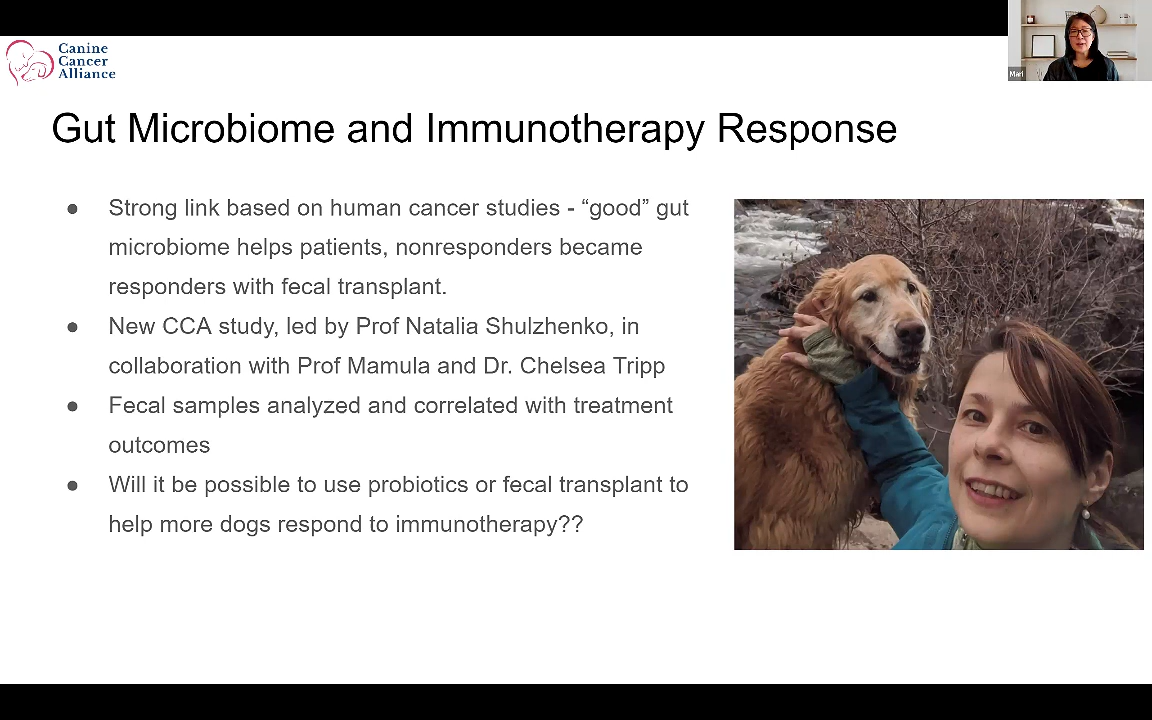 Canine
Cancer
Alliance
Mari
Gut Microbiome and Immunotherapy Response
● Strong link based on human cancer studies - “good” gut
microbiome helps patients, nonresponders became
responders with fecal transplant.
● New CCA study, led by Prof Natalia Shulzhenko, in
collaboration with Prof Mamula and Dr. Chelsea Tripp
● Fecal samples analyzed and correlated with treatment
outcomes
● Will it be possible to use probiotics or fecal transplant to
help more dogs respond to immunotherapy??